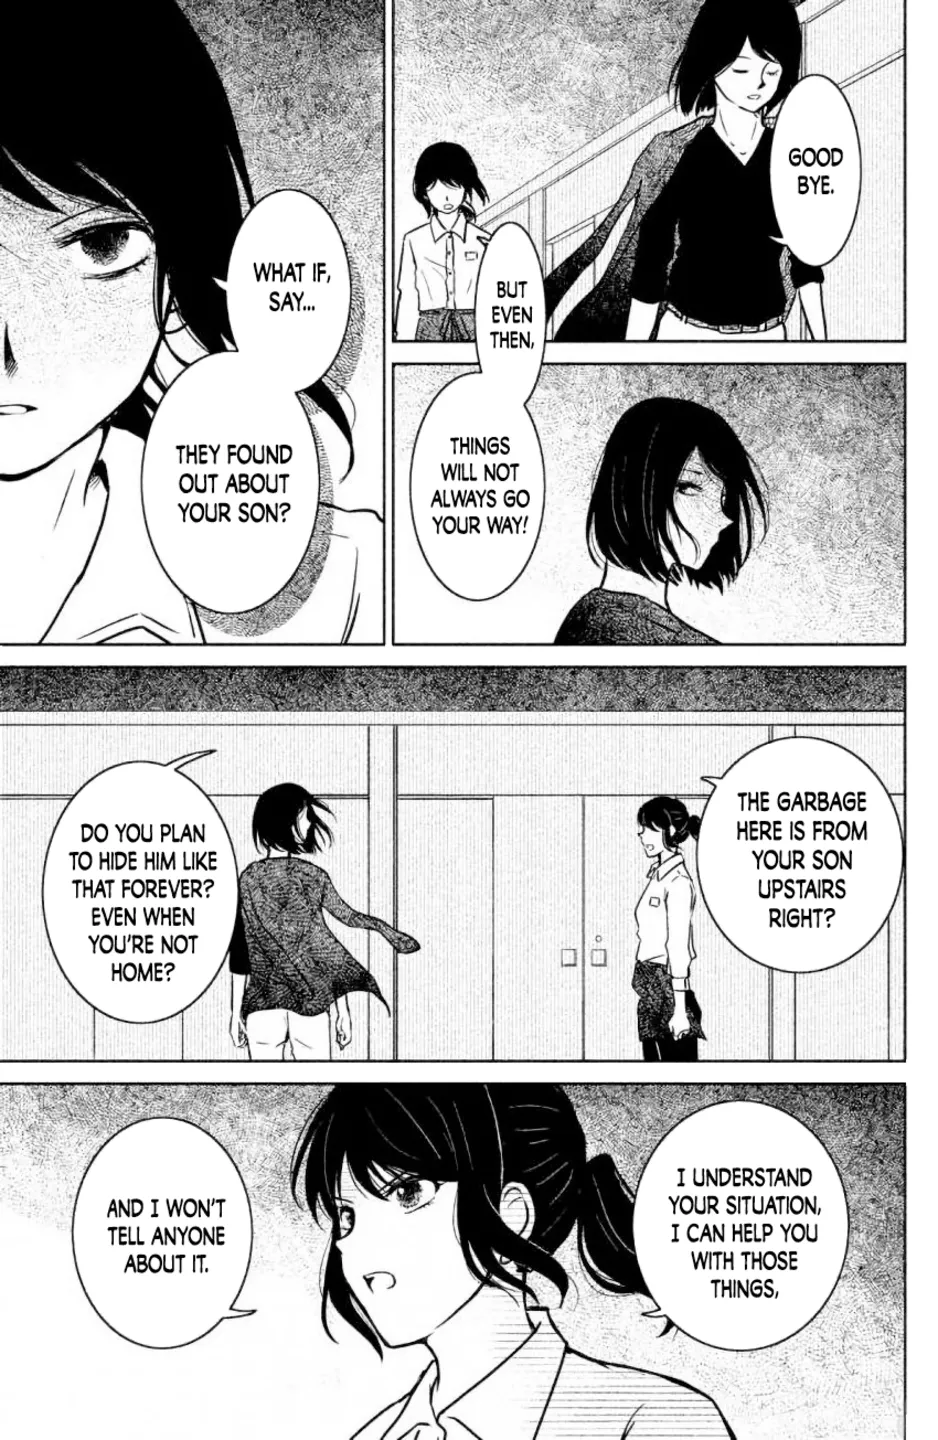 GOOD
BYE.
BUT
EVEN
THEN,
THINGS
WILL NOT
ALWAYS GO
YOUR WAY!
WHAT IF,
SAY...
THEY FOUND
OUT ABOUT
YOUR SON?
THE GARBAGE
HERE IS FROM
YOUR SON
UPSTAIRS
RIGHT?
DO YOU PLAN
TO HIDE HIM LIKE
THAT FOREVER?
EVEN WHEN
YOU'RE NOT
HOME?
I UNDERSTAND
YOUR SITUATION,
I CAN HELP YOU
WITH THOSE
THINGS,
AND I WON'T
TELL ANYONE
ABOUT IT.